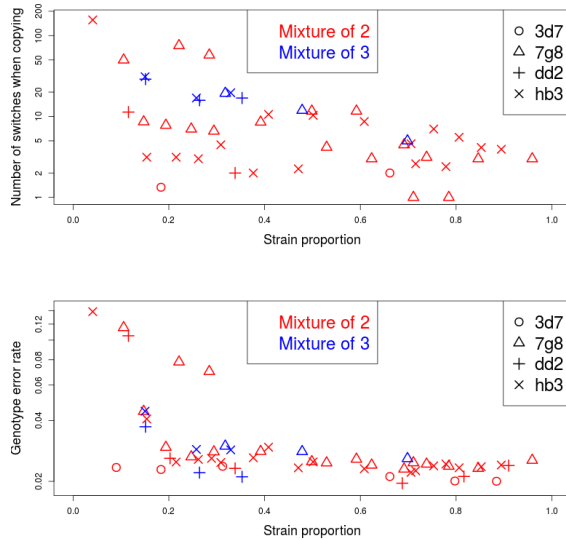 Number of switches when copying
200
100
50
20
10
5
2
1
Mixture of 2
Mixture of 3
3d7
7g8
dd2
hb3
0.0 0.2 0.4 0.6 0.8 1.0
Strain proportion
Genotype error rate
0.12
0.08
0.06
0.04
0.02
Mixture of 2
Mixture of 3
3d7
7g8
dd2
hb3
0.0 0.2 0.4 0.6 0.8 1.0
Strain proportion